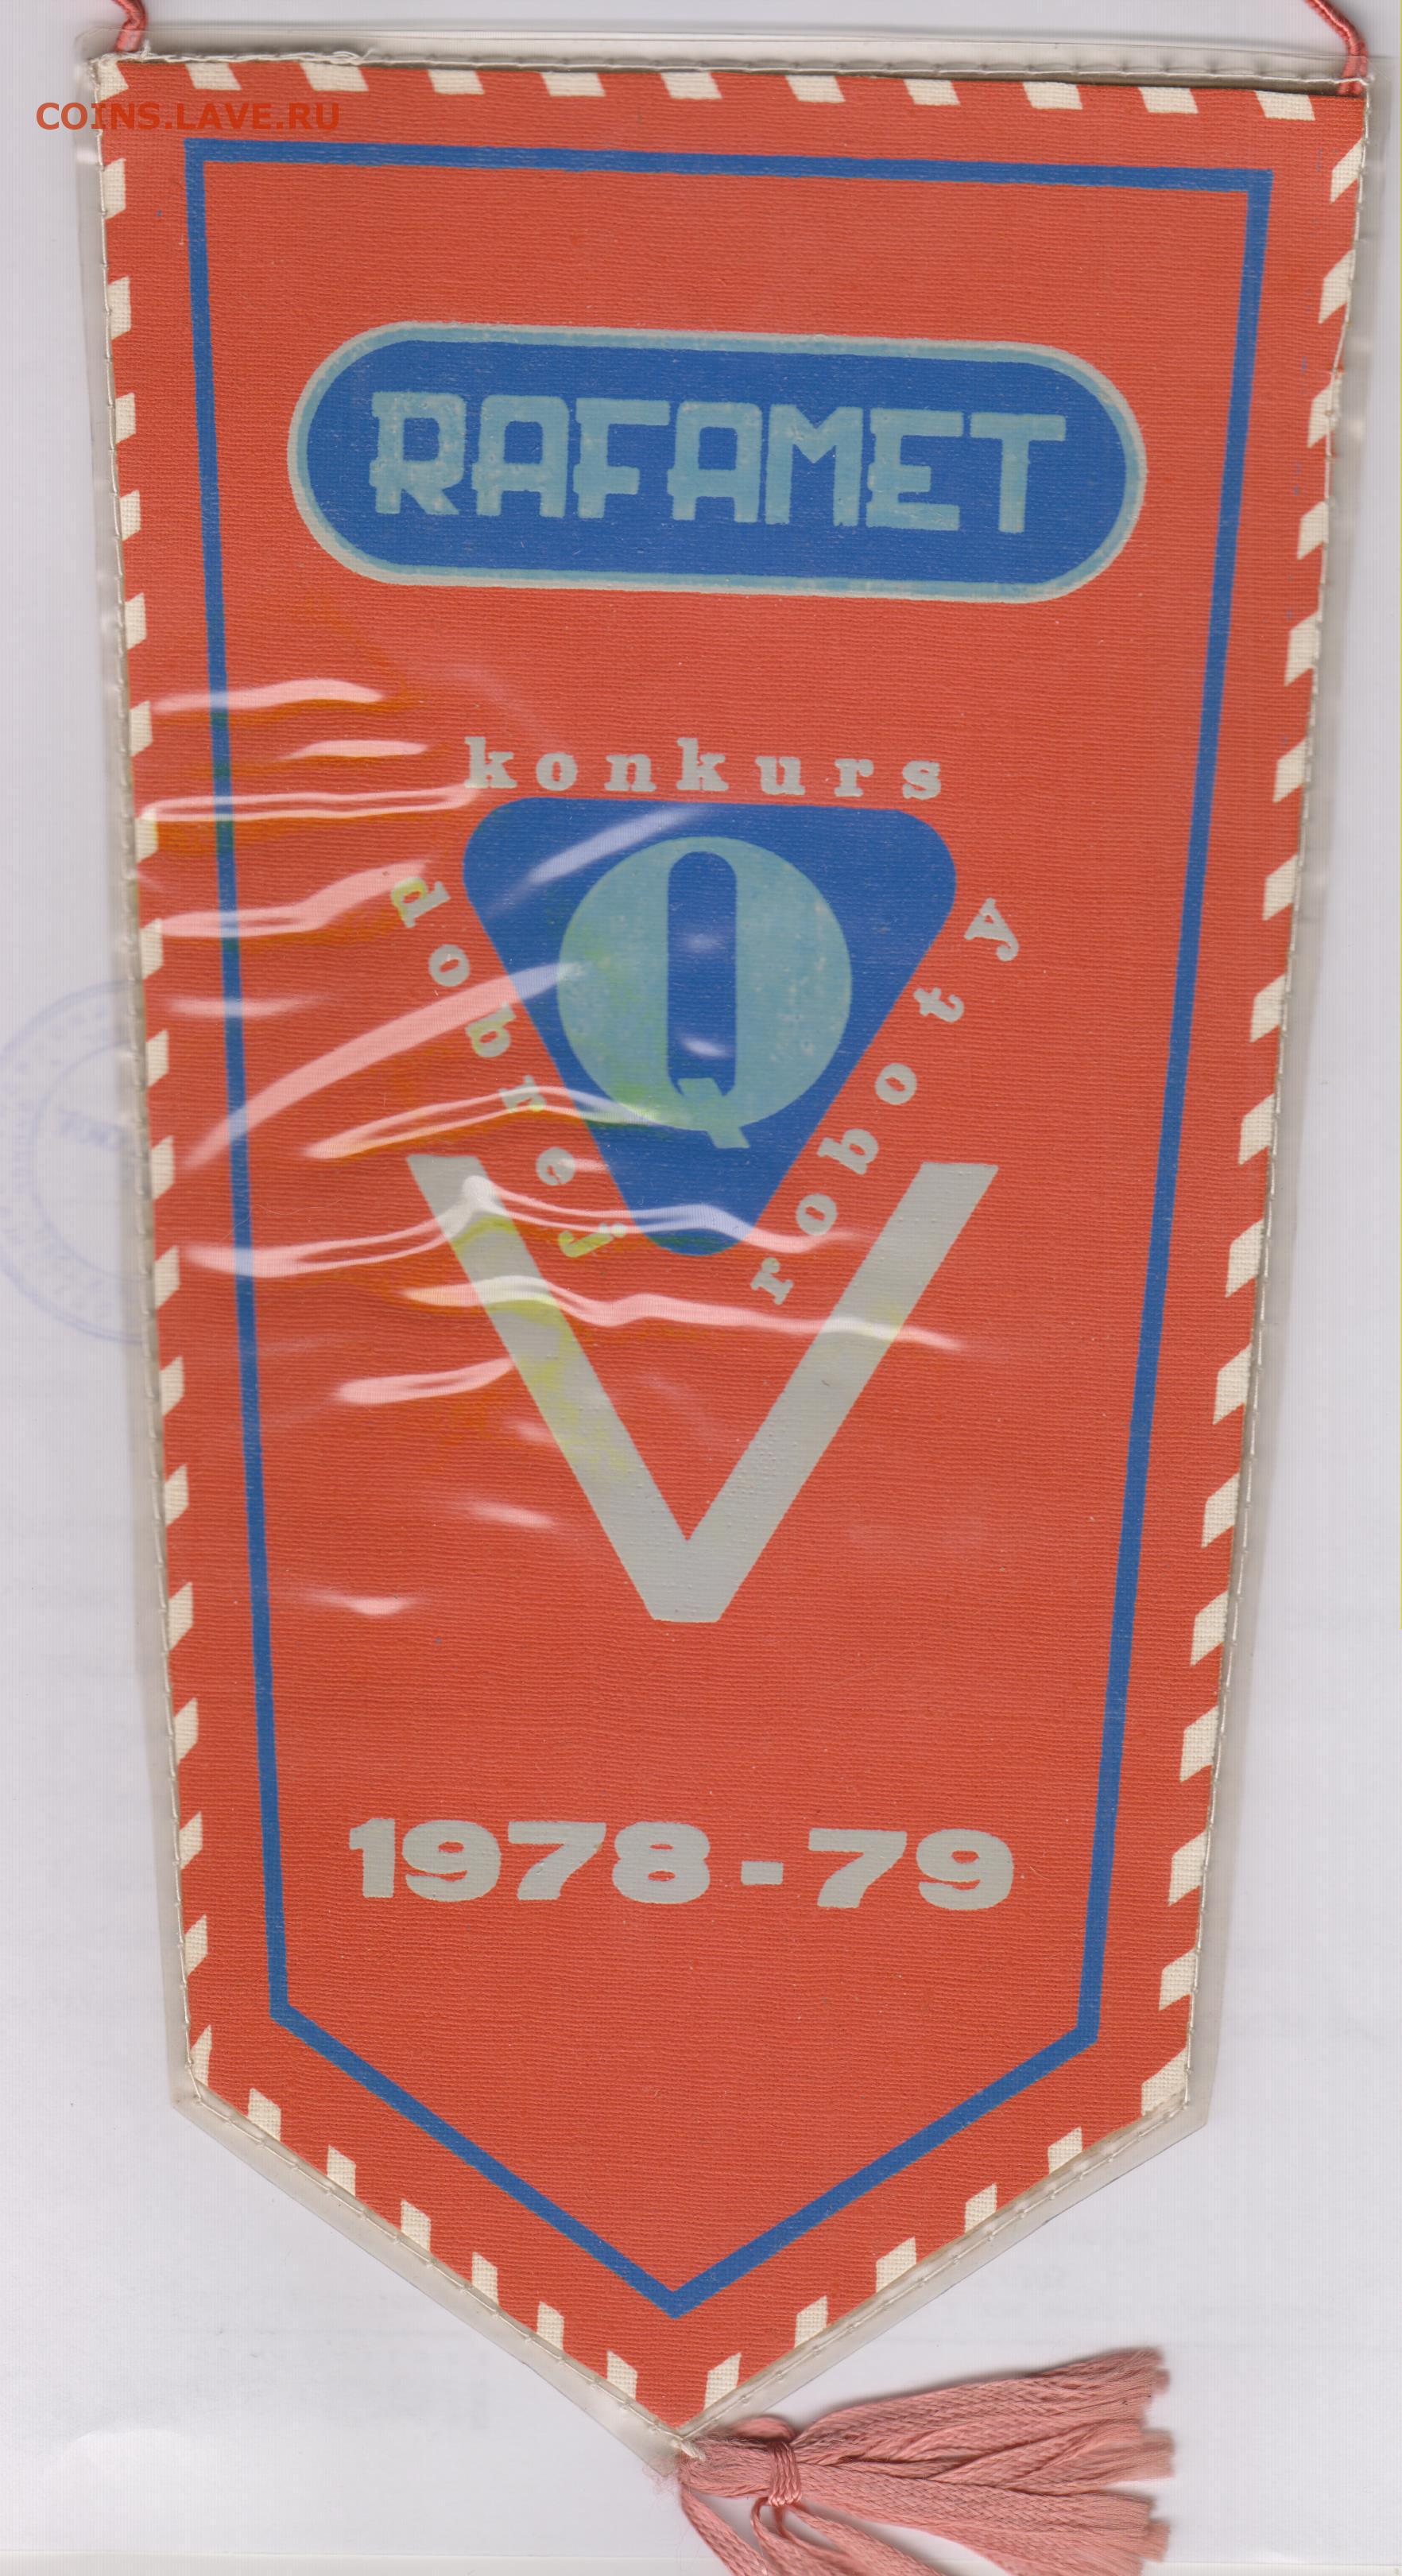 COINS.LAVE.RU
RAFAMET
konkurs
dobrej
roboty
Q
V
1978-79